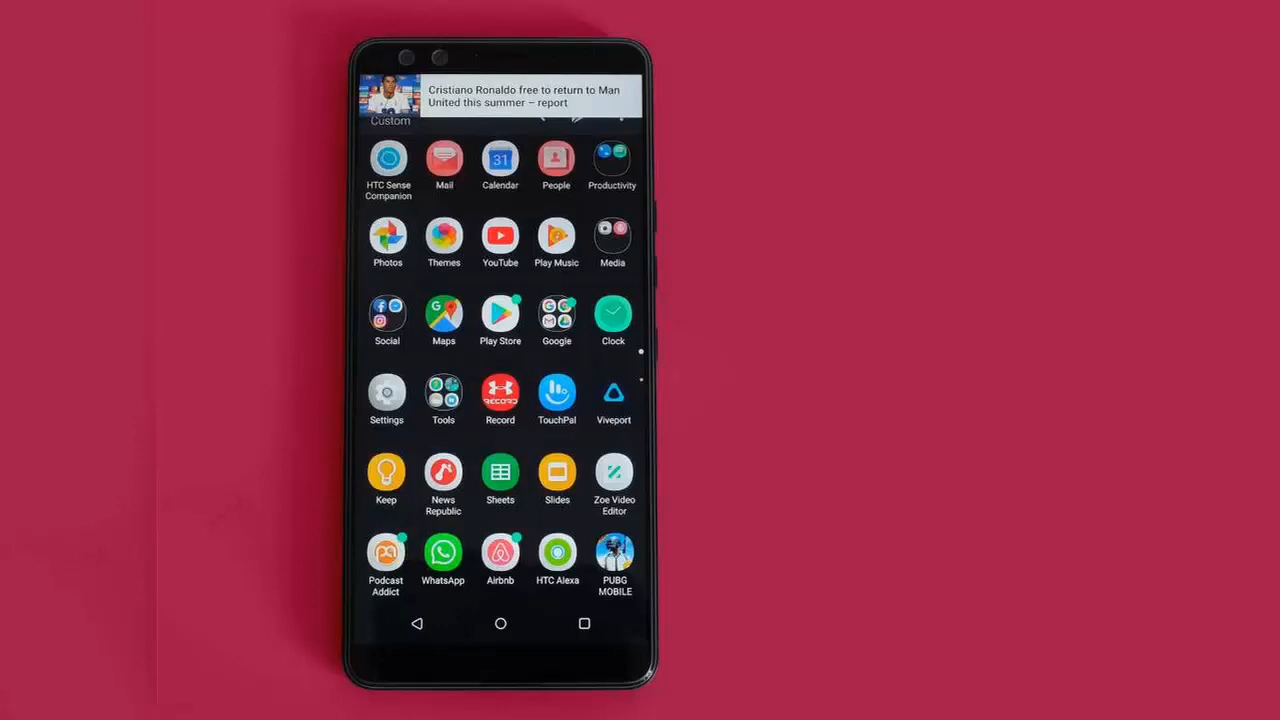 Cristiano Ronaldo free to return to Man
United this summer – report
Custom
31
HTC Sense
Companion
Mail
Calendar
People
Productivity
Photos
Themes
YouTube
Play Music
Media
G
Social
Maps
Play Store
Google
Clock
RECORD
Settings
Tools
Record
TouchPal
Viveport
Keep
News
Republic
Sheets
Slides
Zoe Video
Editor
Podcast
Addict
WhatsApp
Airbnb
HTC Alexa
PUBG
MOBILE